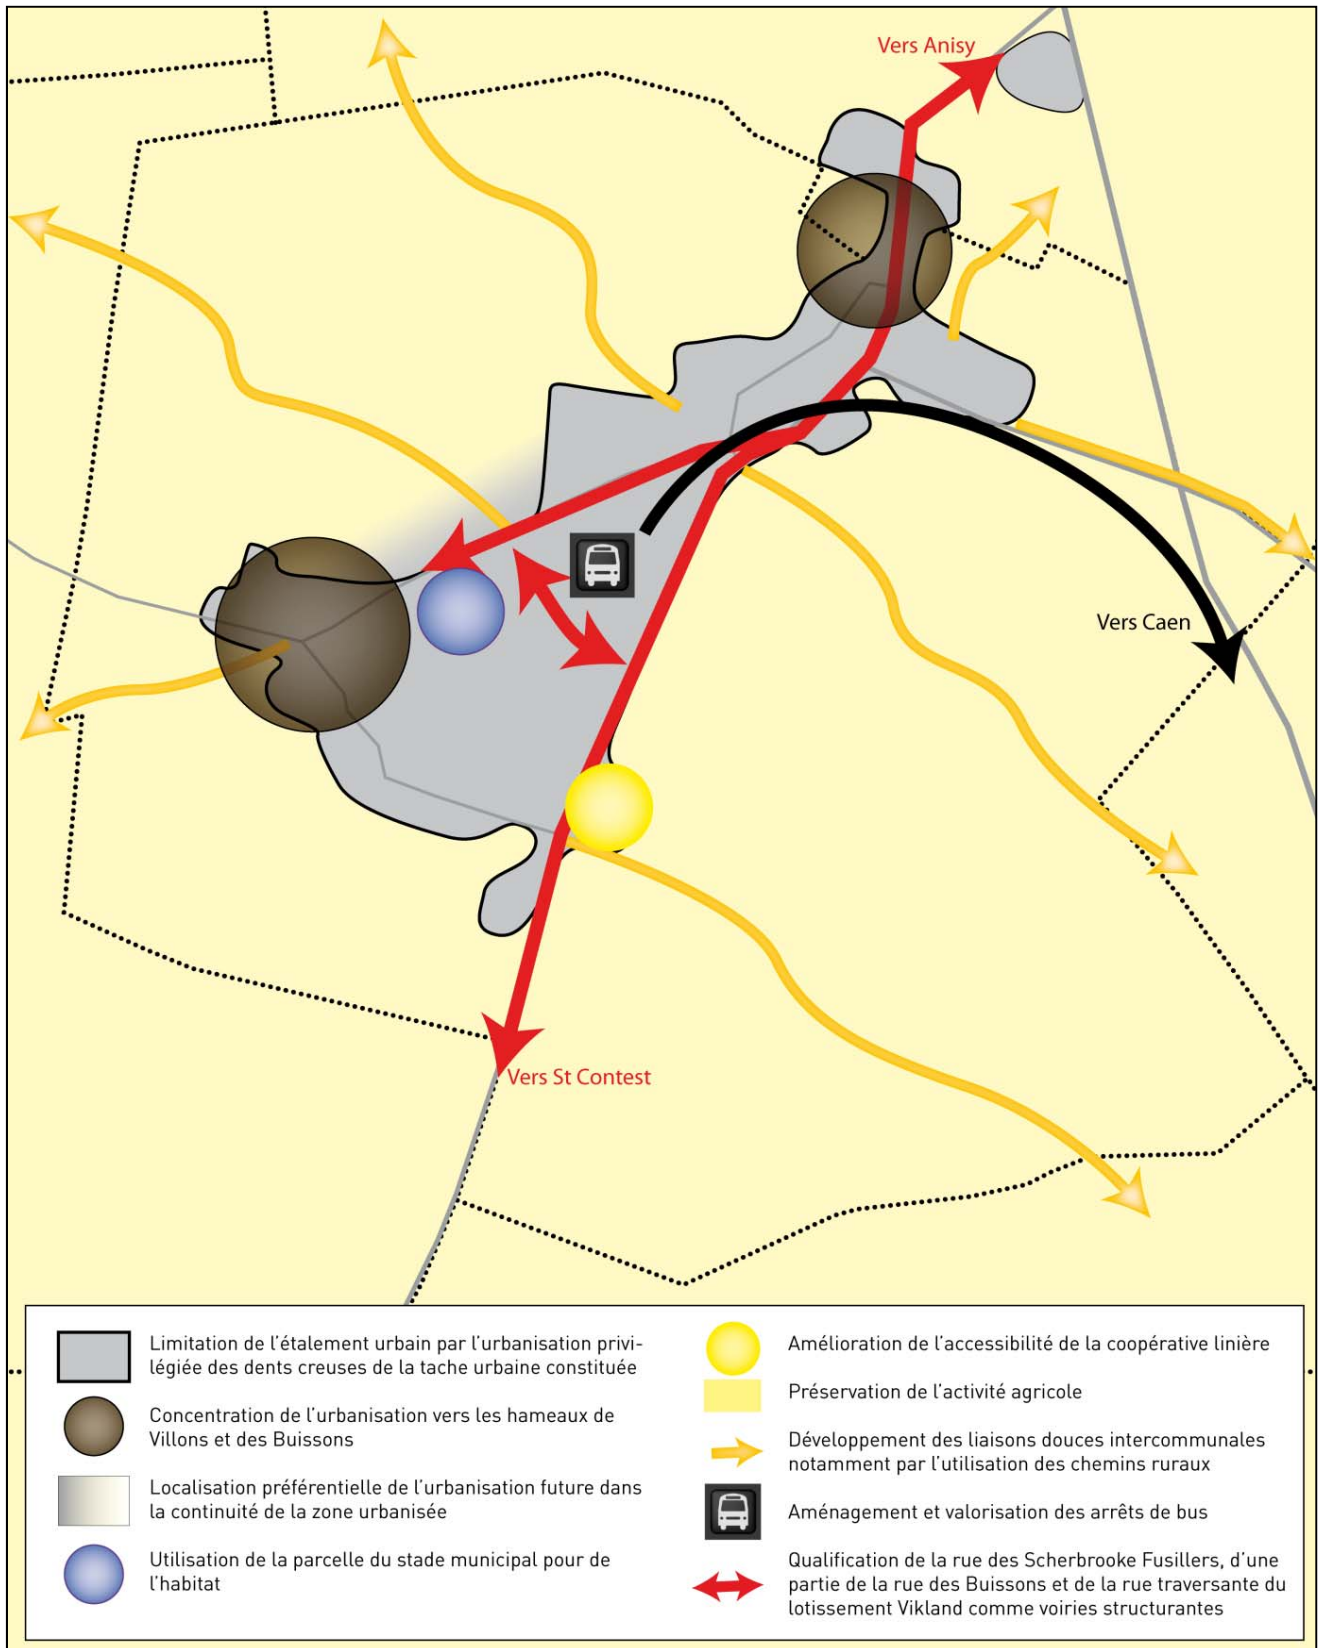 Vers Anisy
Vers Caen
Vers St Contest
Limitation de l'étalement urbain par l'urbanisation privi-
légiée des dents creuses de la tache urbaine constituée
Concentration de l'urbanisation vers les hameaux de
Villons et des Buissons
Localisation préférentielle de l'urbanisation future dans
la continuité de la zone urbanisée
Utilisation de la parcelle du stade municipal pour de
l'habitat
Amélioration de l'accessibilité de la coopérative linière
Préservation de l'activité agricole
Développement des liaisons douces intercommunales
notamment par l'utilisation des chemins ruraux
Aménagement et valorisation des arrêts de bus
Qualification de la rue des Scherbrooke Fusillers, d'une
partie de la rue des Buissons et de la rue traversante du
lotissement Vikland comme voiries structurantes